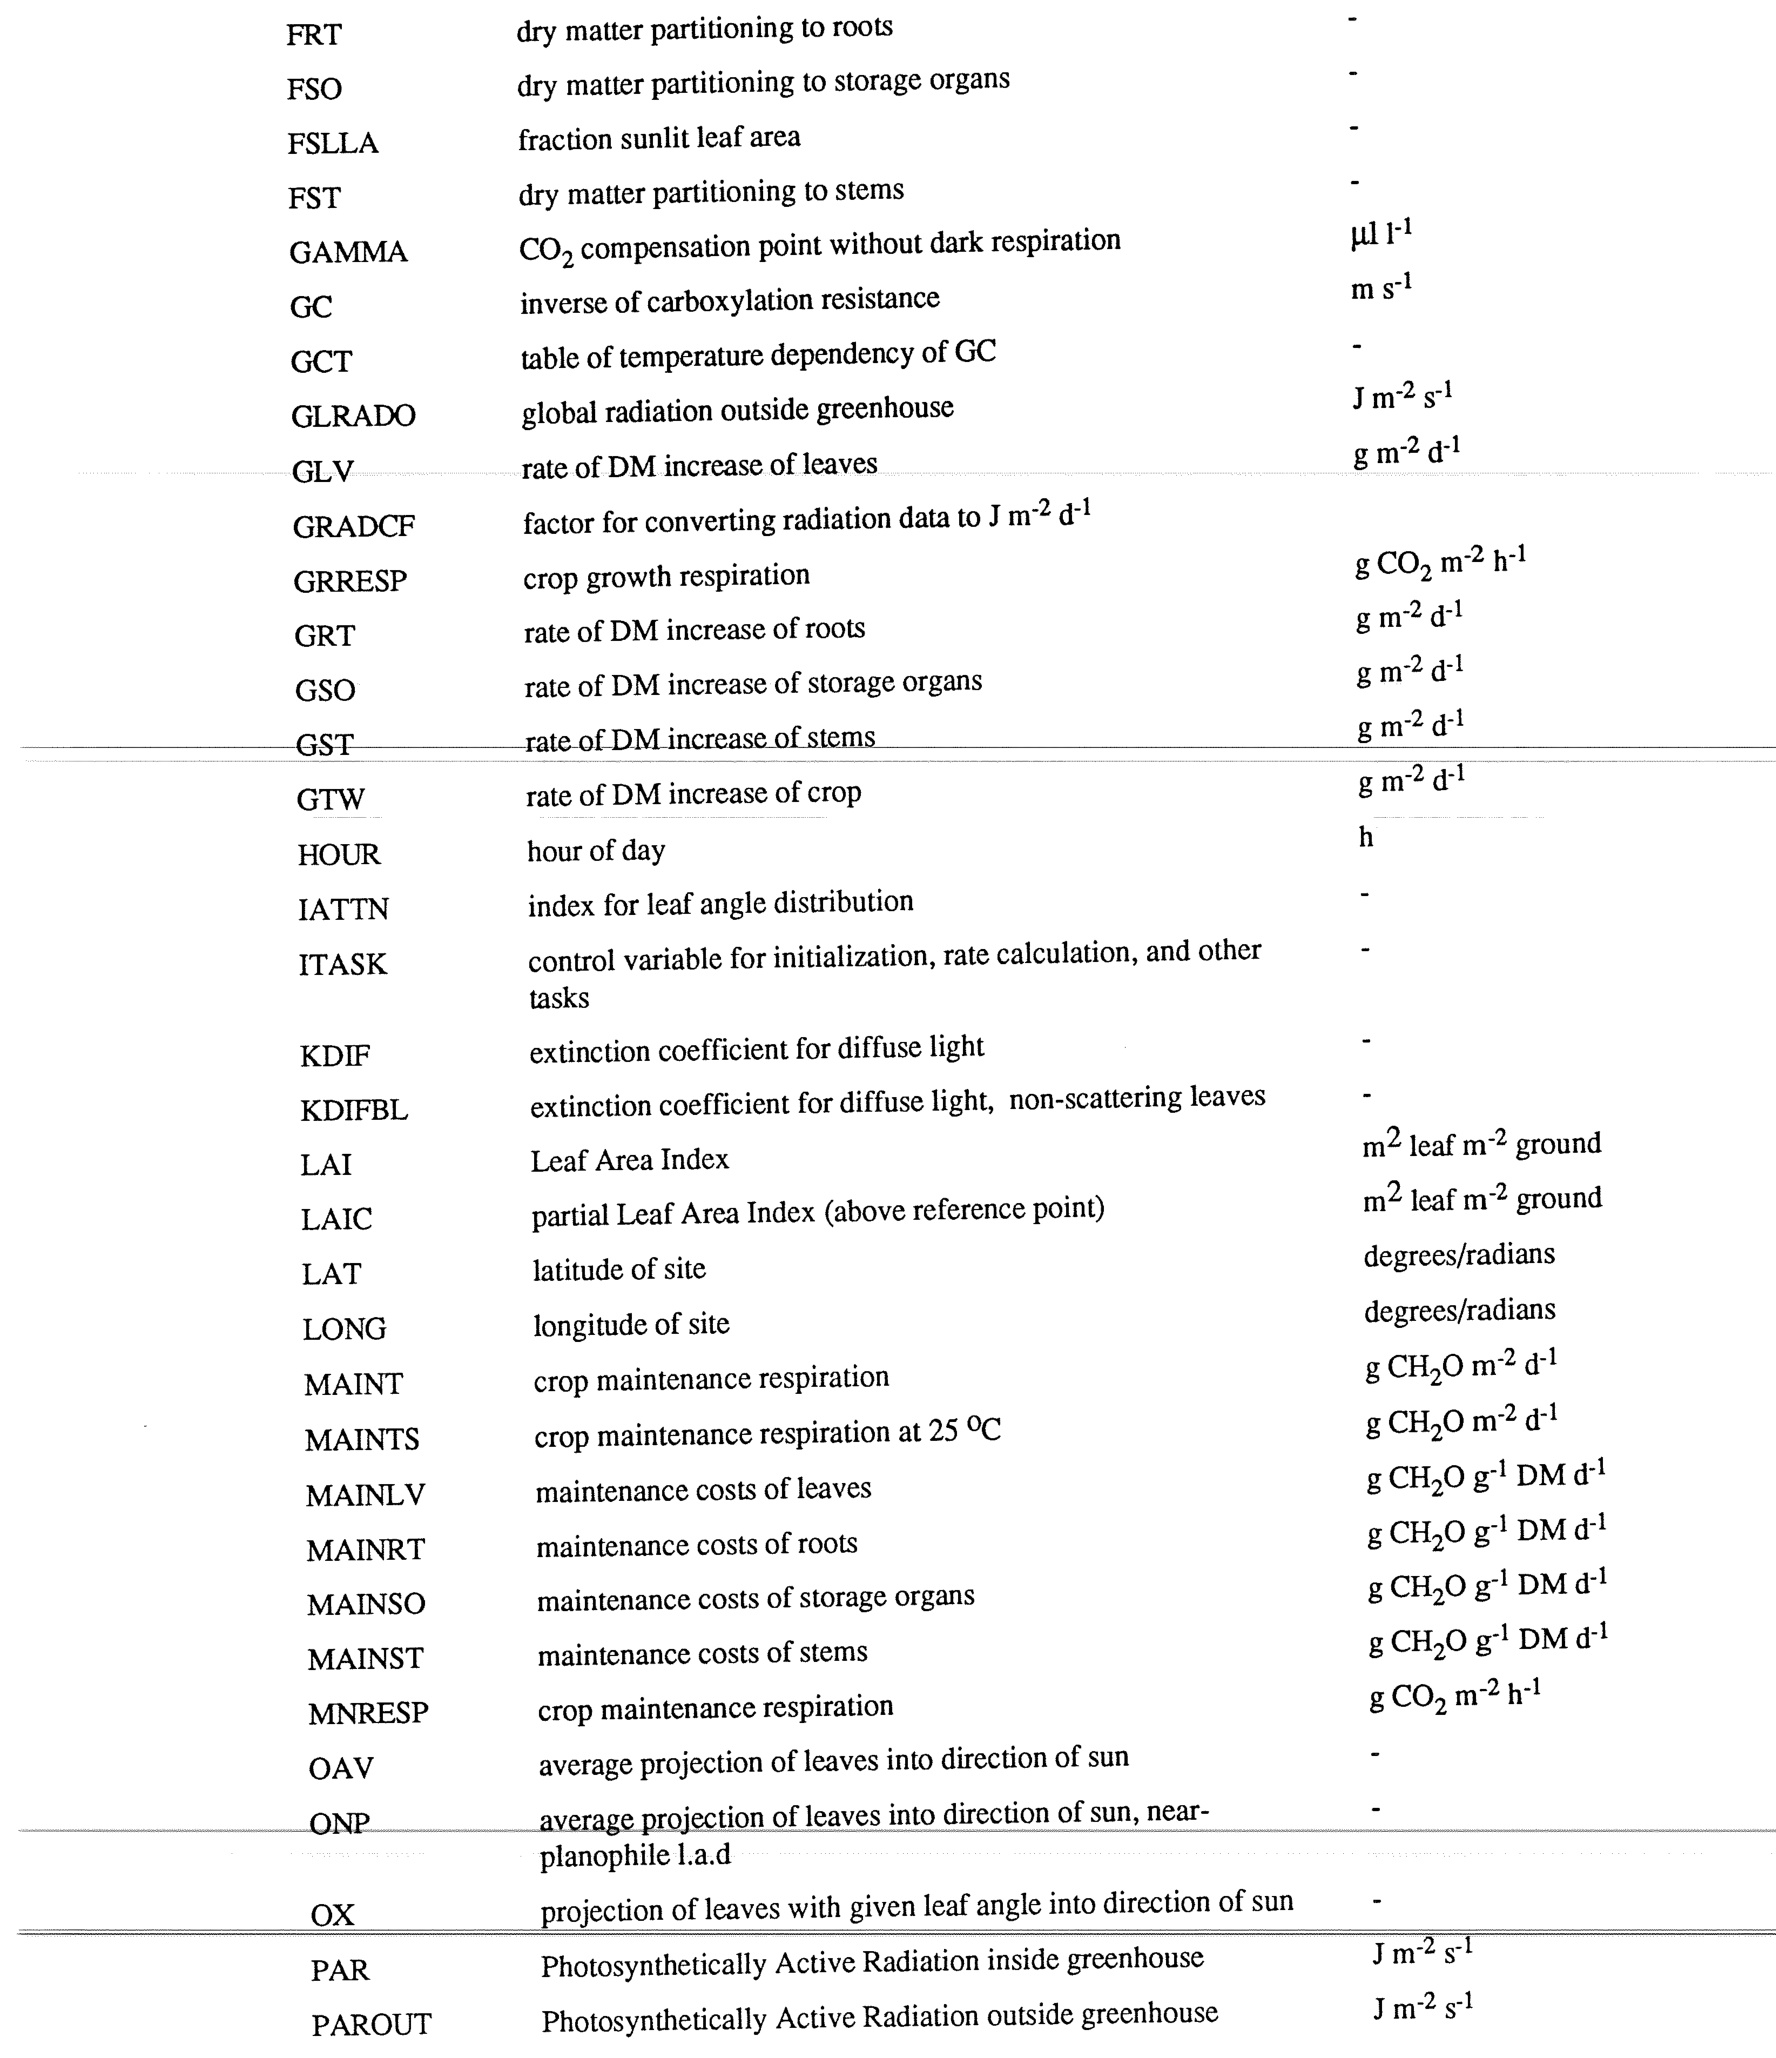 FRT dry matter partitioning to roots -
FSO dry matter partitioning to storage organs -
FSLLA fraction sunlit leaf area -
FST dry matter partitioning to stems -
GAMMA CO₂ compensation point without dark respiration µl l⁻¹
GC inverse of carboxylation resistance m s⁻¹
GCT table of temperature dependency of GC -
GLRADO global radiation outside greenhouse J m⁻² s⁻¹
GLV rate of DM increase of leaves g m⁻² d⁻¹
GRADCF factor for converting radiation data to J m⁻² d⁻¹
GRRESP crop growth respiration g CO₂ m⁻² h⁻¹
GRT rate of DM increase of roots g m⁻² d⁻¹
GSO rate of DM increase of storage organs g m⁻² d⁻¹
GST rate of DM increase of stems g m⁻² d⁻¹
GTW rate of DM increase of crop g m⁻² d⁻¹
HOUR hour of day h
IATTN index for leaf angle distribution -
ITASK control variable for initialization, rate calculation, and other -
tasks
KDIF extinction coefficient for diffuse light -
KDIFBL extinction coefficient for diffuse light, non-scattering leaves -
LAI Leaf Area Index m² leaf m⁻² ground
LAIC partial Leaf Area Index (above reference point) m² leaf m⁻² ground
LAT latitude of site degrees/radians
LONG longitude of site degrees/radians
MAINT crop maintenance respiration g CH₂O m⁻² d⁻¹
MAINTS crop maintenance respiration at 25 ⁰C g CH₂O m⁻² d⁻¹
MAINLV maintenance costs of leaves g CH₂O g⁻¹ DM d⁻¹
MAINRT maintenance costs of roots g CH₂O g⁻¹ DM d⁻¹
MAINSO maintenance costs of storage organs g CH₂O g⁻¹ DM d⁻¹
MAINST maintenance costs of stems g CH₂O g⁻¹ DM d⁻¹
MNRESP crop maintenance respiration g CO₂ m⁻² h⁻¹
OAV average projection of leaves into direction of sun -
ONP average projection of leaves into direction of sun, near- -
planophile l.a.d
OX projection of leaves with given leaf angle into direction of sun -
PAR Photosynthetically Active Radiation inside greenhouse J m⁻² s⁻¹
PAROUT Photosynthetically Active Radiation outside greenhouse J m⁻² s⁻¹